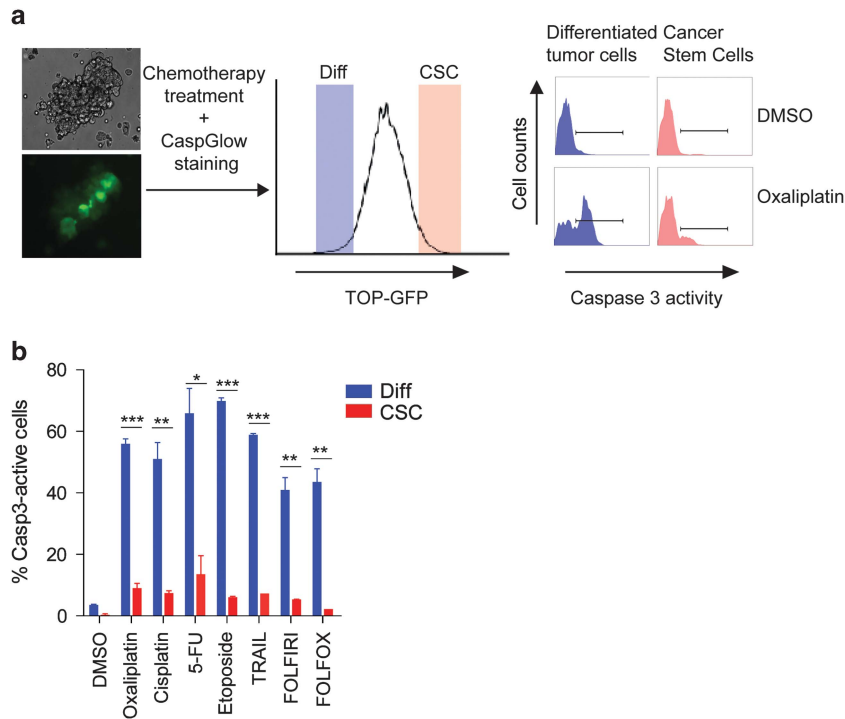 a
Chemotherapy
treatment
+
CaspGlow
staining
Diff
CSC
TOP-GFP
Differentiated
tumor cells
Cancer
Stem Cells
Cell counts
DMSO
Oxaliplatin
Caspase 3 activity
b
% Casp3-active cells
80
60
40
20
0
***
**
*
***
***
**
**
Diff
CSC
DMSO
Oxaliplatin
Cisplatin
5-FU
Etoposide
TRAIL
FOLFIRI
FOLFOX